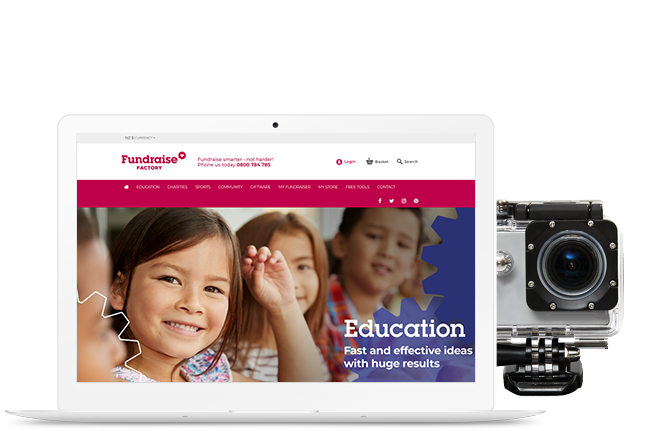 NZ $ CURRENCY
Fundraise
FACTORY
Fundraise smarter - not harder!
Phone us today 0800 784 785
Login
Basket
Search
EDUCATION CHARITIES SPORTS COMMUNITY GIFTWARE MY FUNDRAISER MY STORE FREE TOOLS CONTACT
Education
Fast and effective ideas
with huge results